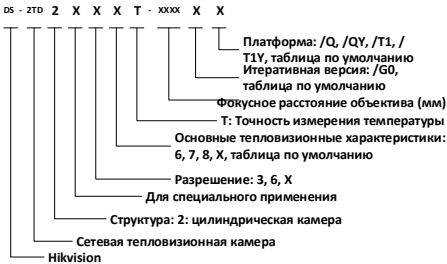 DS - 2TD 2 X X X T - XXXX X X
Платформа: /Q, /QY, /T1, /
T1Y, таблица по умолчанию
Итеративная версия: /G0,
таблица по умолчанию
Фокусное расстояние объектива (мм)
T: Точность измерения температуры
Основные тепловизионные характеристики:
6, 7, 8, X, таблица по умолчанию
Разрешение: 3, 6, X
Для специального применения
Структура: 2: цилиндрическая камера
Сетевая тепловизионная камера
Hikvision